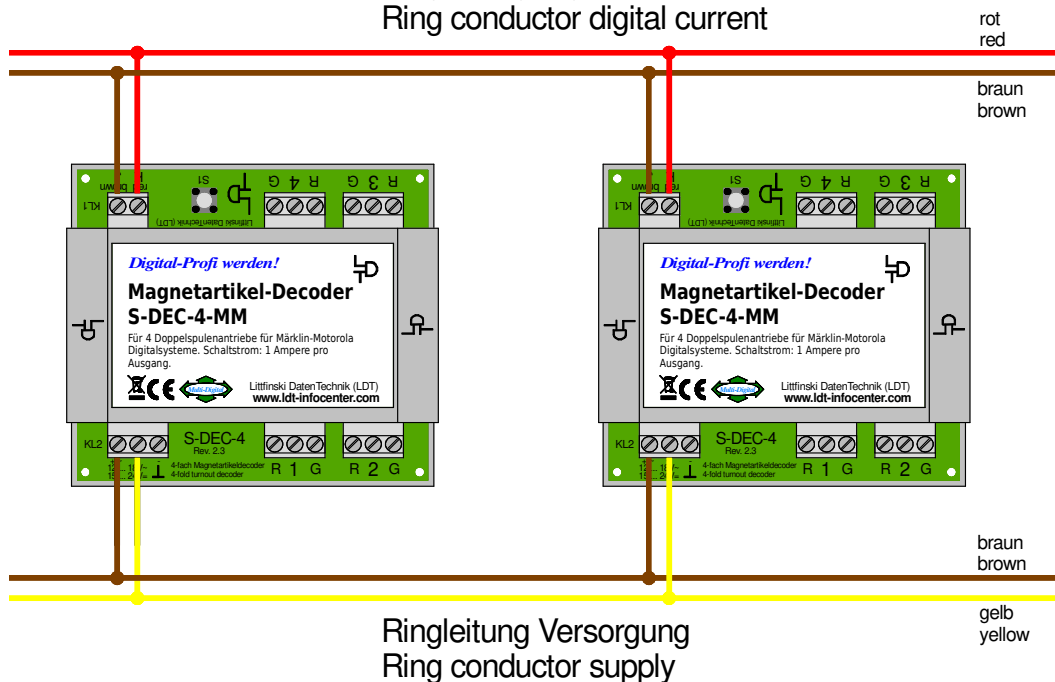 Ring conductor digital current
rot
red
braun
brown
KL1
red brown
S1
G 4 R
G 3 R
Littfinski DatenTechnik (LDT)
Digital-Profi werden!
Magnetartikel-Decoder
S-DEC-4-MM
Für 4 Doppelspulenantriebe für Märklin-Motorola
Digitalsysteme. Schaltstrom: 1 Ampere pro
Ausgang.
CE
Multi-Digital
Littfinski DatenTechnik (LDT)
www.ldt-infocenter.com
KL2
S-DEC-4
Rev. 2.3
4-fach Magnetartikeldecoder
4-fold turnout decoder
R 1 G
R 2 G
KL1
S1
G 4 R
G 3 R
Littfinski DatenTechnik (LDT)
Digital-Profi werden!
Magnetartikel-Decoder
S-DEC-4-MM
Für 4 Doppelspulenantriebe für Märklin-Motorola
Digitalsysteme. Schaltstrom: 1 Ampere pro
Ausgang.
CE
Multi-Digital
Littfinski DatenTechnik (LDT)
www.ldt-infocenter.com
KL2
S-DEC-4
Rev. 2.3
4-fach Magnetartikeldecoder
4-fold turnout decoder
R 1 G
R 2 G
braun
brown
gelb
yellow
Ringleitung Versorgung
Ring conductor supply